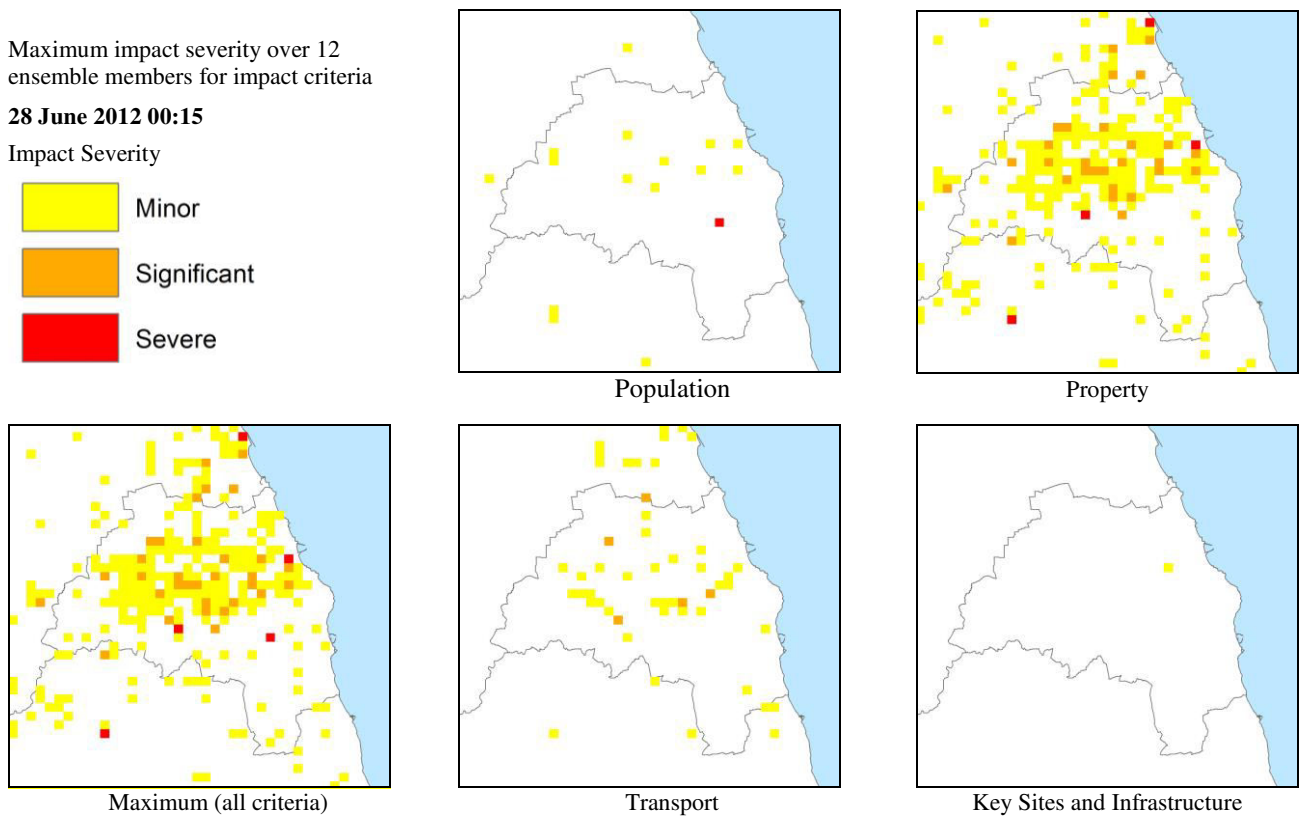 Maximum impact severity over 12
ensemble members for impact criteria
28 June 2012 00:15
Impact Severity
Minor
Significant
Severe
Population
Property
Maximum (all criteria)
Transport
Key Sites and Infrastructure